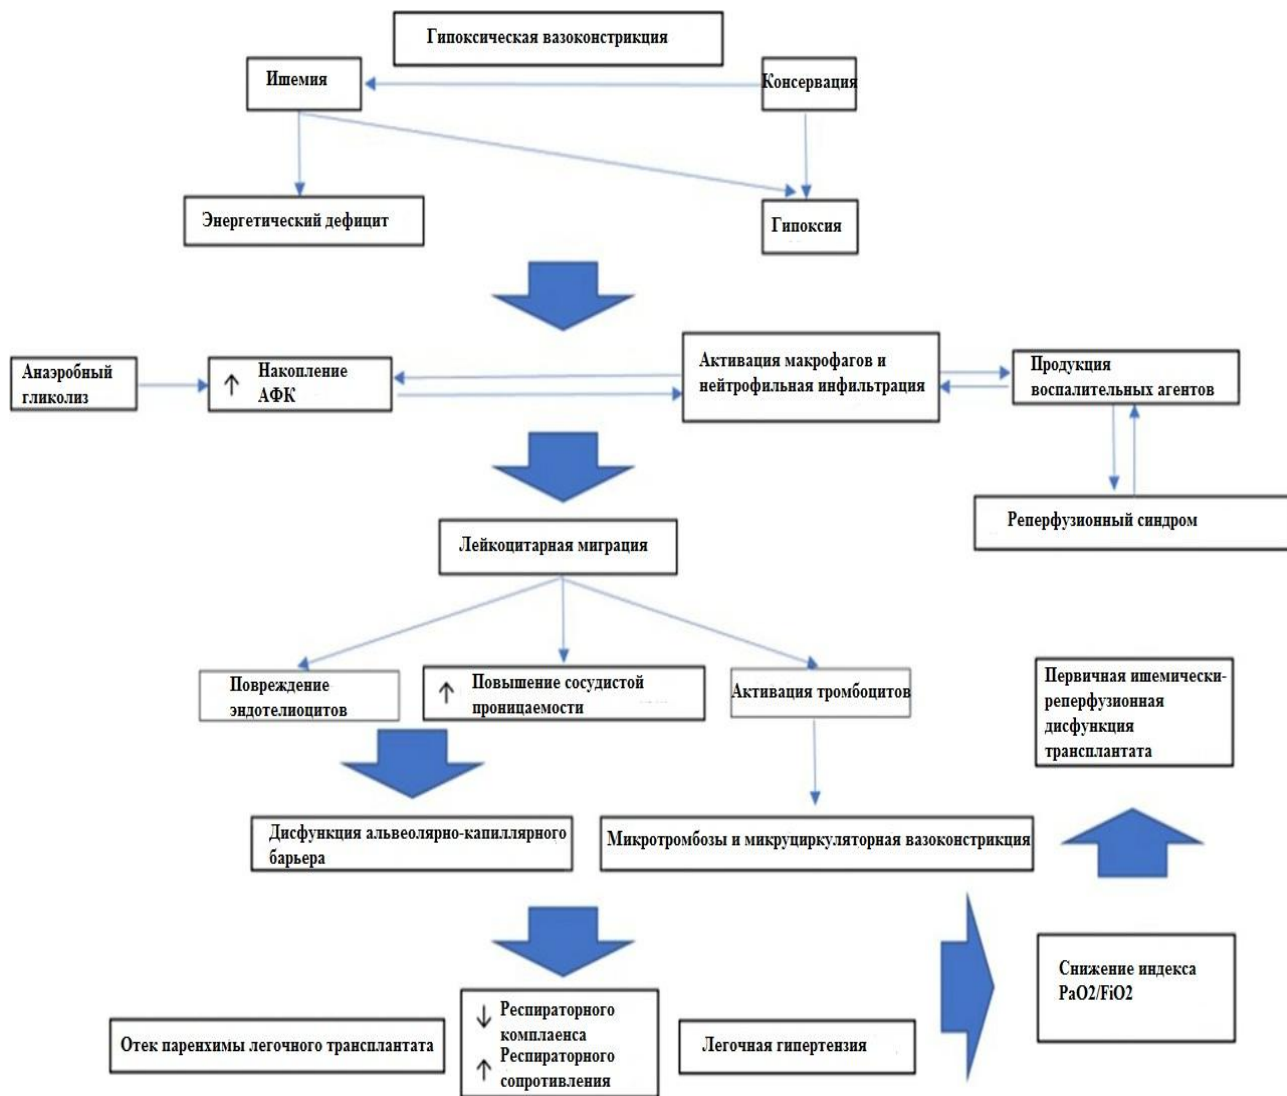 Гипоксическая вазоконстрикция
Ишемия
Консервация
Энергетический дефицит
Гипоксия
Анаэробный
гликолиз
↑ Накопление
АФК
Активация макрофагов и
нейтрофильная инфильтрация
Продукция
воспалительных агентов
Реперфузионный синдром
Лейкоцитарная миграция
Повреждение
эндотелиоцитов
↑ Повышение сосудистой
проницаемости
Активация тромбоцитов
Первичная ишемически-
реперфузионная
дисфункция
трансплантата
Дисфункция альвеолярно-капиллярного
барьера
Микротромбозы и микруциркуляторная вазоконстрикция
Снижение индекса
PaO2/FiO2
Отек паренхимы легочного трансплантата
↓ Респираторного
комплаенса
↑ Респираторного
сопротивления
Легочная гипертензия